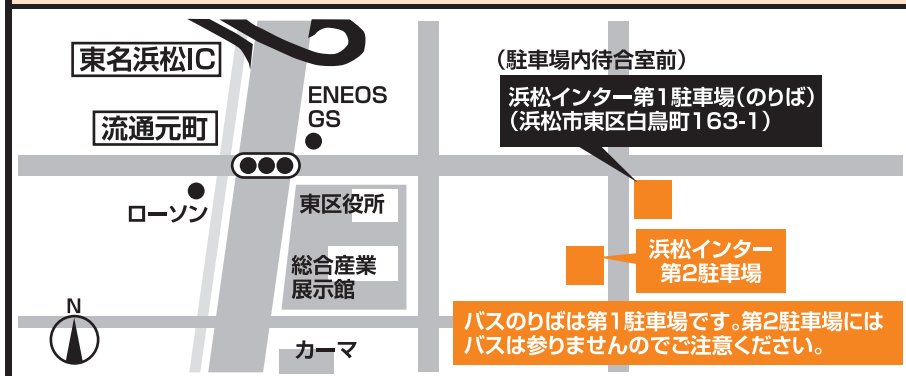 東名浜松IC
(駐車場内待合室前)
浜松インター第1駐車場(のりば)
(浜松市東区白鳥町163-1)
ENEOS
GS
流通元町
ローソン
東区役所
浜松インター
第2駐車場
総合産業
展示館
N
バスのりばは第1駐車場です。第2駐車場には
バスは参りませんのでご注意ください。
カーマ